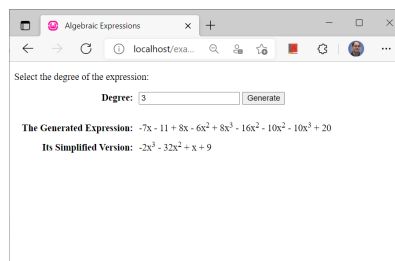 Algebraic Expressions
localhost/exa...
Select the degree of the expression:
Degree: 3 Generate
The Generated Expression: -7x - 11 + 8x - 6x² + 8x³ - 16x² - 10x² - 10x³ + 20
Its Simplified Version: -2x³ - 32x² + x + 9